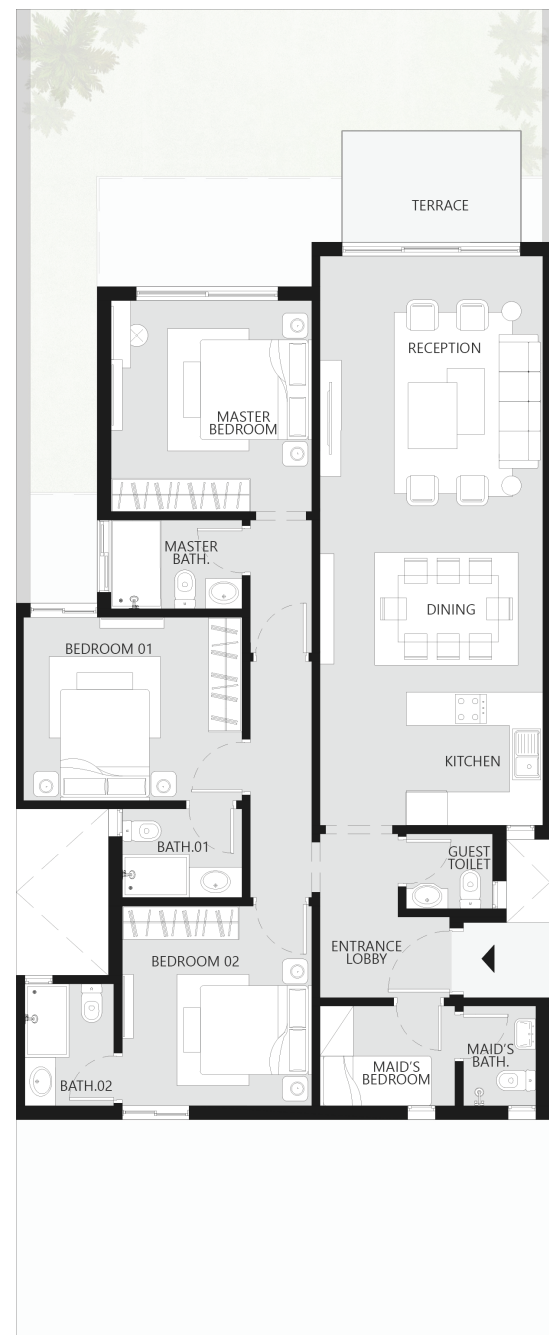 TERRACE
RECEPTION
MASTER
BEDROOM
MASTER
BATH.
DINING
BEDROOM 01
KITCHEN
BATH.01
GUEST
TOILET
ENTRANCE
LOBBY
BEDROOM 02
MAID'S
BATH.
MAID'S
BEDROOM
BATH.02